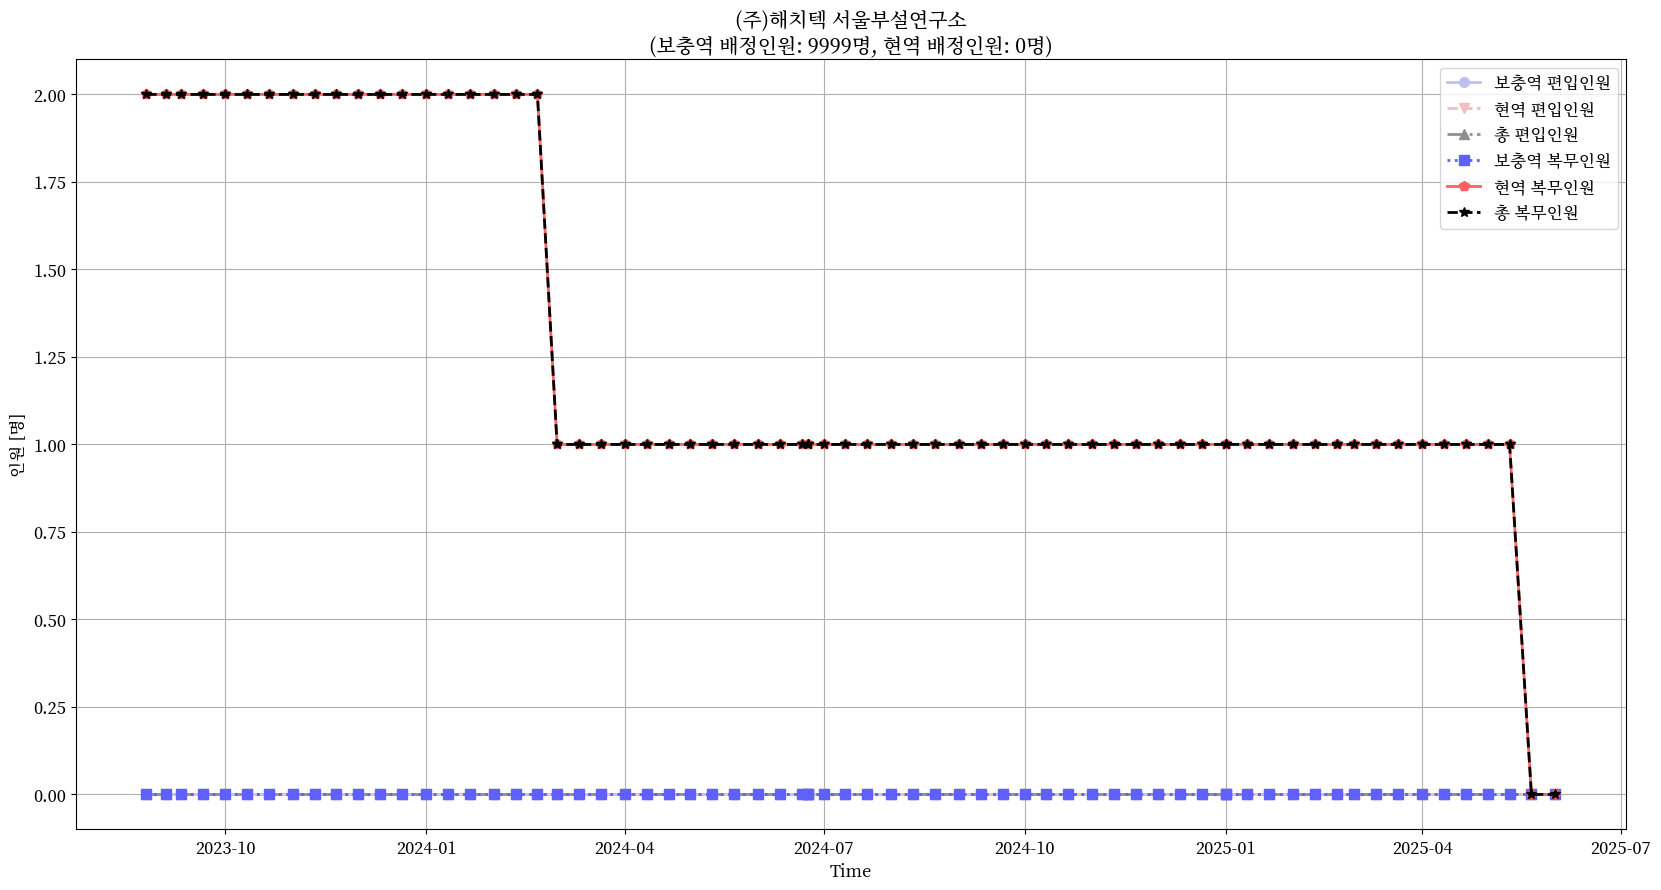 (주)해치텍 서울부설연구소
(보충역 배정인원: 9999명, 현역 배정인원: 0명)
보충역 편입인원
현역 편입인원
총 편입인원
보충역 복무인원
현역 복무인원
총 복무인원
2.00
1.75
1.50
1.25
1.00
0.75
0.50
0.25
0.00
인원 [명]
2023-10
2024-01
2024-04
2024-07
2024-10
2025-01
2025-04
2025-07
Time